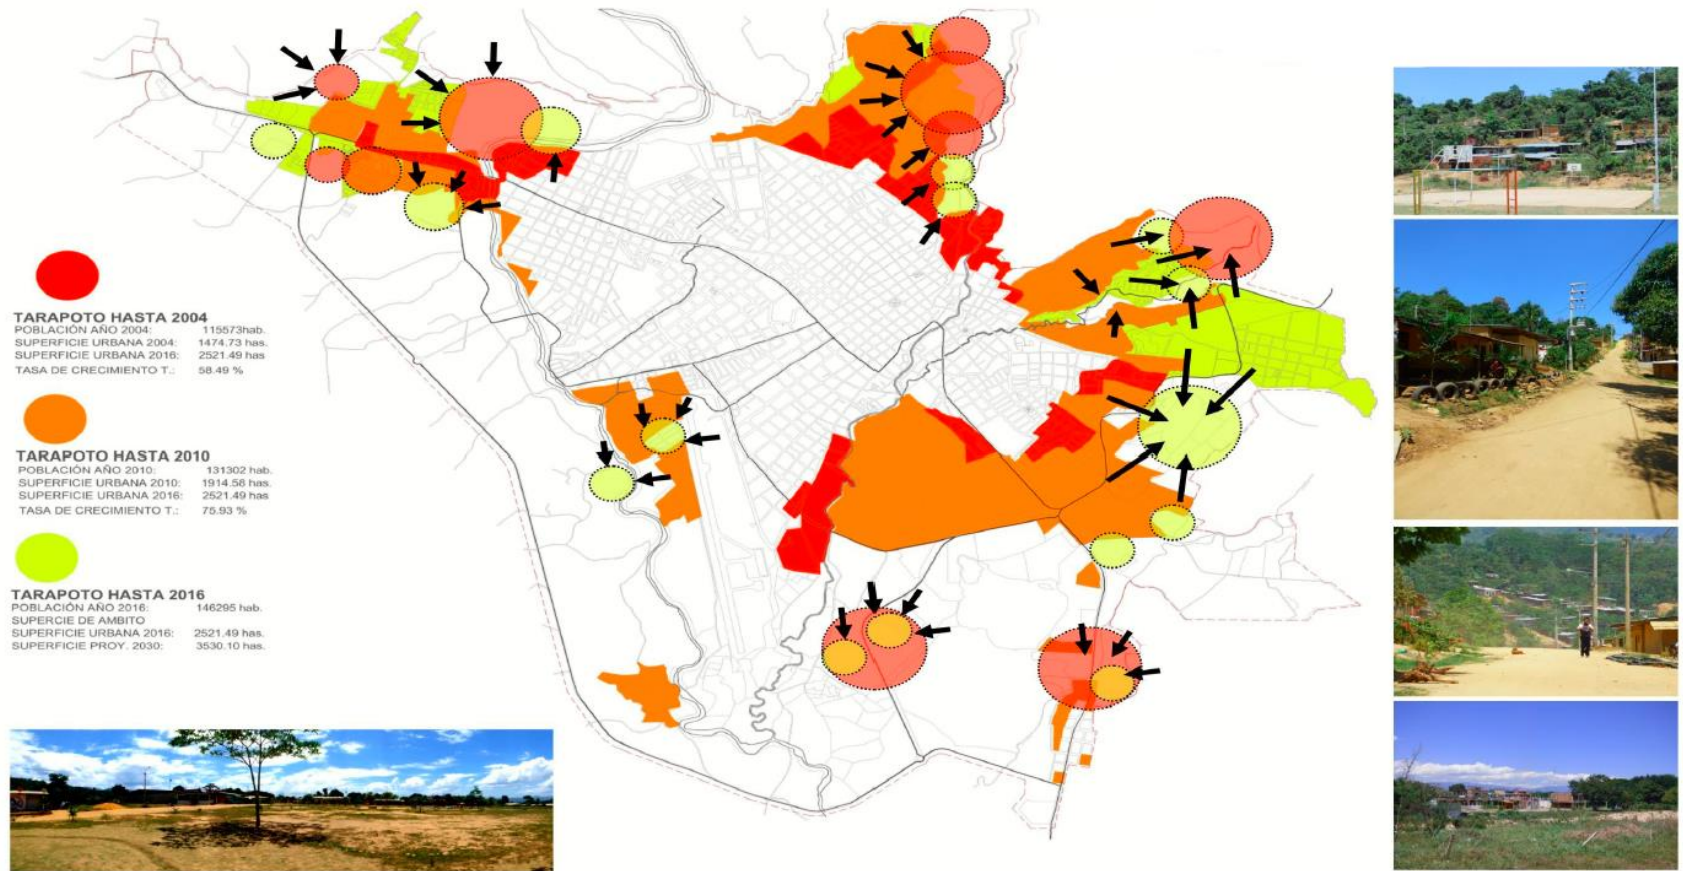 TARAPOTO HASTA 2004
POBLACIÓN AÑO 2004: 115573hab.
SUPERFICIE URBANA 2004: 1474.73 has.
SUPERFICIE URBANA 2016: 2521.49 has
TASA DE CRECIMIENTO T.: 58.49 %
TARAPOTO HASTA 2010
POBLACIÓN AÑO 2010: 131302 hab.
SUPERFICIE URBANA 2010: 1914.58 has.
SUPERFICIE URBANA 2016: 2521.49 has
TASA DE CRECIMIENTO T.: 75.93 %
TARAPOTO HASTA 2016
POBLACIÓN AÑO 2016: 146295 hab.
SUPERCIE DE AMBITO
SUPERFICIE URBANA 2016: 2521.49 has.
SUPERFICIE PROY. 2030: 3530.10 has.